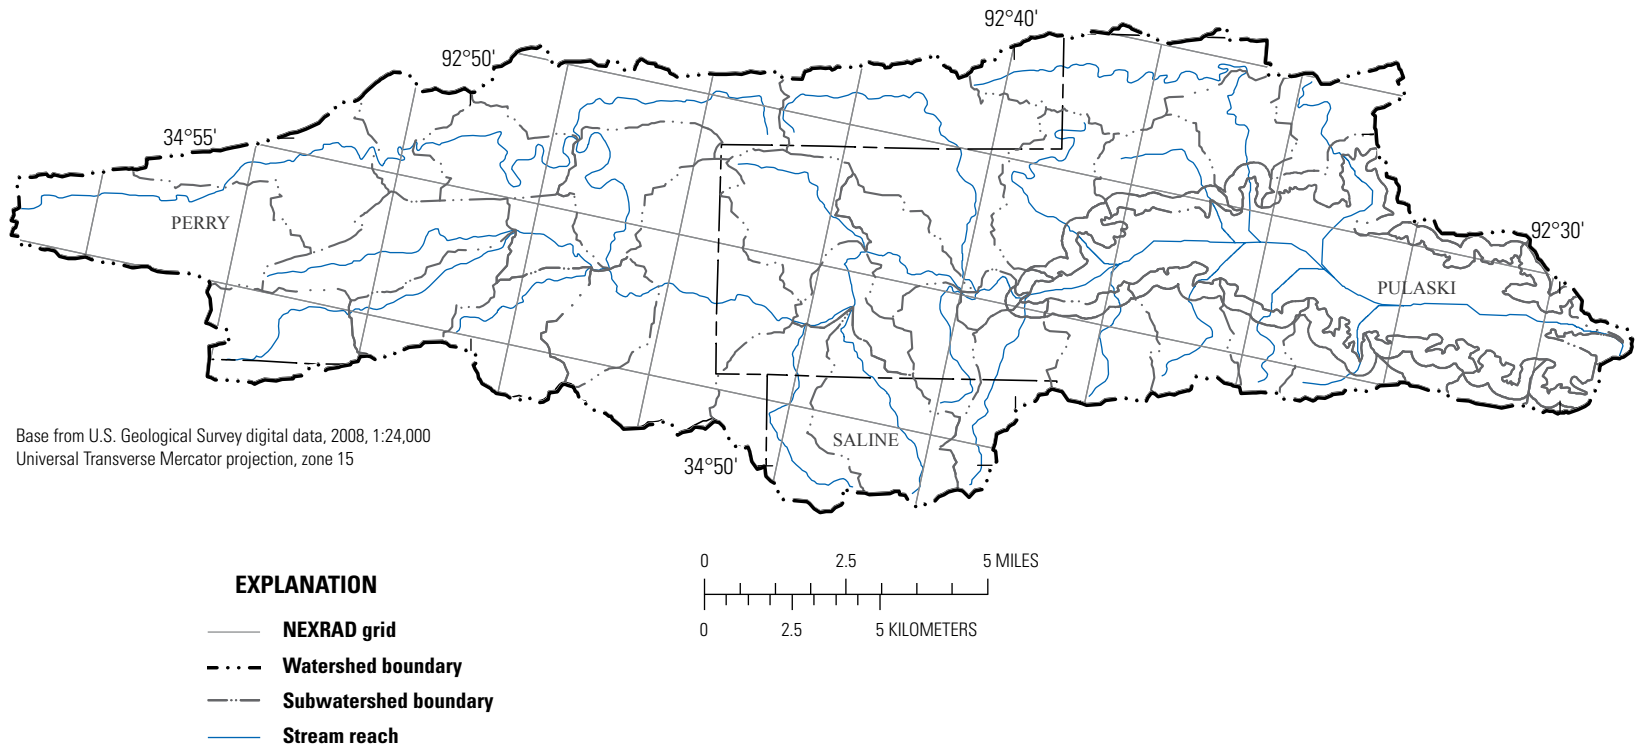 92°40'
92°50'
34°55'
PERRY
92°30'
PULASKI
Base from U.S. Geological Survey digital data, 2008, 1:24,000
Universal Transverse Mercator projection, zone 15
34°50'
SALINE
0 2.5 5 MILES
0 2.5 5 KILOMETERS
EXPLANATION
NEXRAD grid
Watershed boundary
Subwatershed boundary
Stream reach